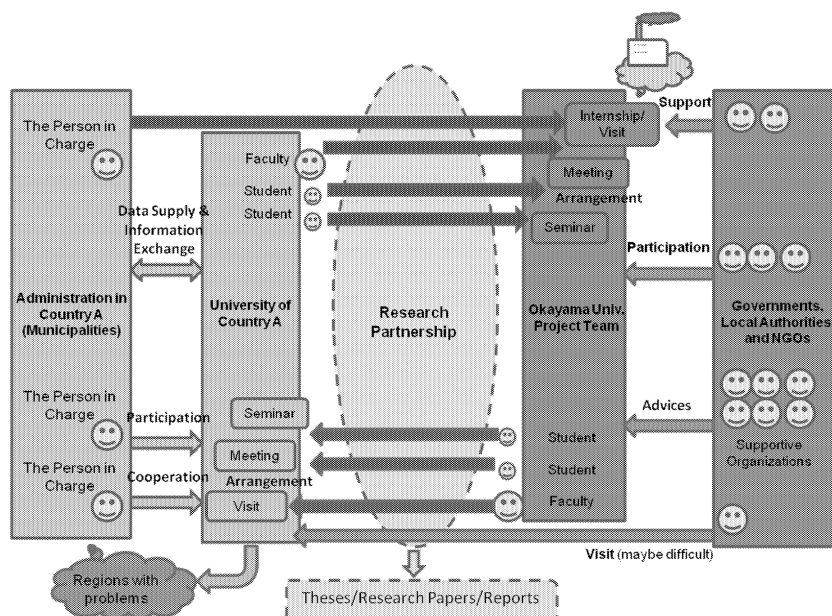 Support
The Person in
Charge
Internship/
Visit
Faculty
Meeting
Student
Arrangement
Student
Seminar
Data Supply &
Information
Exchange
Participation
Administration in
Country A
(Municipalities)
University of
Country A
Research
Partnership
Okayama Univ.
Project Team
Governments,
Local Authorities
and NGOs
The Person in
Charge
Participation
Seminar
Advices
Student
Supportive
Organizations
Meeting
The Person in
Charge
Cooperation
Arrangement
Student
Visit
Faculty
Visit (maybe difficult)
Regions with
problems
Theses/Research Papers/Reports